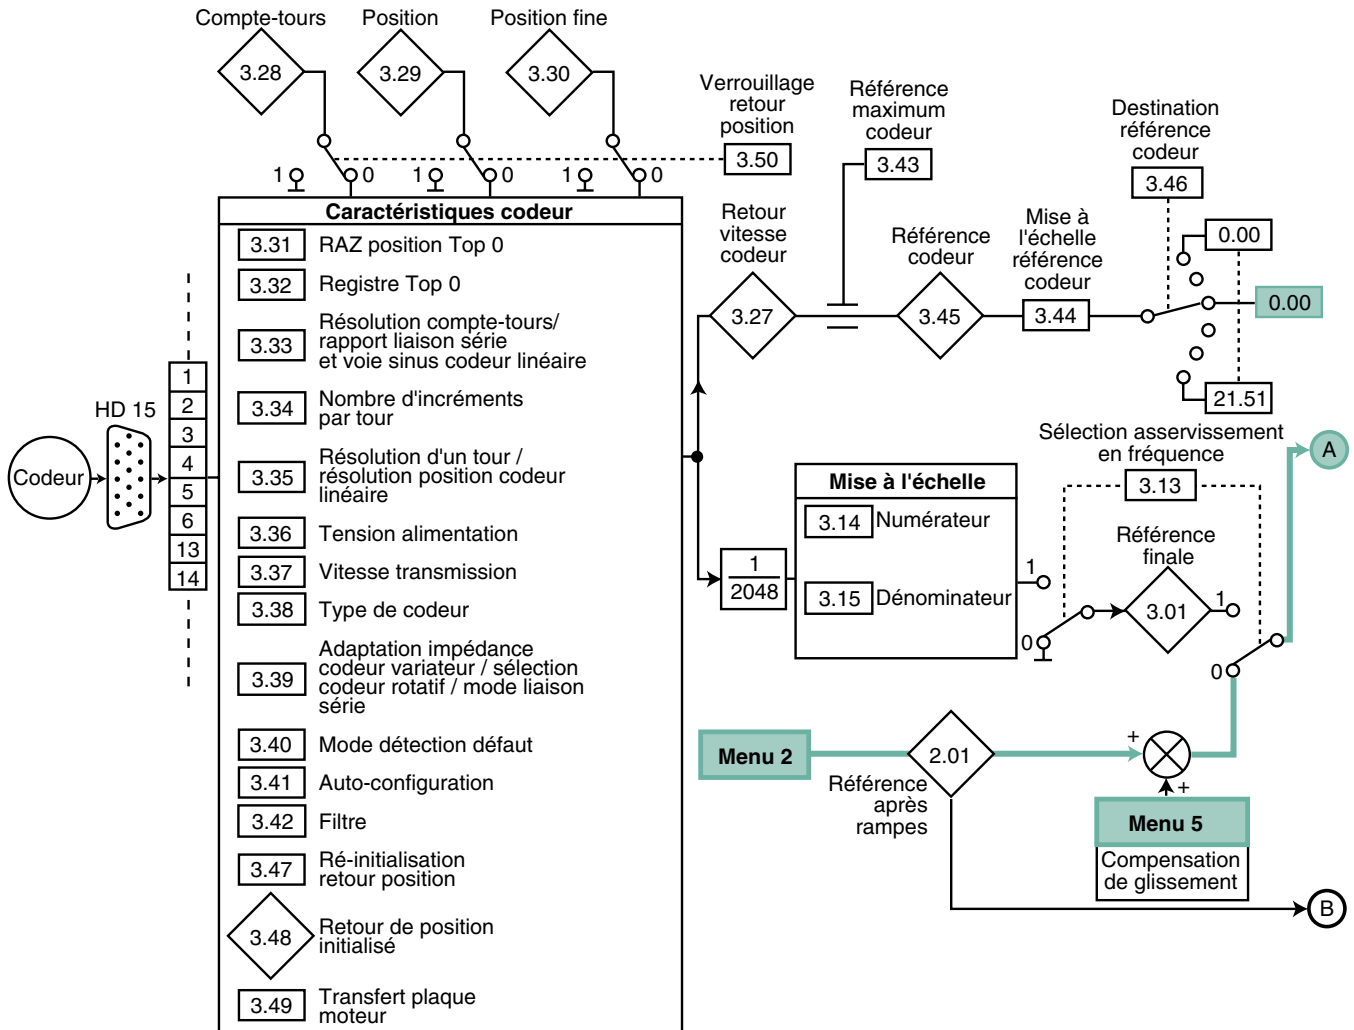 Compte-tours
Position
Position fine
3.28
3.29
3.30
Verrouillage
retour
position
3.50
Référence
maximum
codeur
3.43
Destination
référence
codeur
3.46
1
0
1
0
1
0
Caractéristiques codeur
3.31 RAZ position Top 0
3.32 Registre Top 0
3.33 Résolution compte-tours/
rapport liaison série
et voie sinus codeur linéaire
3.34 Nombre d'incréments
par tour
3.35 Résolution d'un tour /
résolution position codeur
linéaire
3.36 Tension alimentation
3.37 Vitesse transmission
3.38 Type de codeur
3.39 Adaptation impédance
codeur variateur / sélection
codeur rotatif / mode liaison
série
3.40 Mode détection défaut
3.41 Auto-configuration
3.42 Filtre
3.47 Ré-initialisation
retour position
3.48 Retour de position
initialisé
3.49 Transfert plaque
moteur
Codeur
HD 15
1
2
3
4
5
6
13
14
Retour
vitesse
codeur
3.27
Référence
codeur
3.45
Mise à
l'échelle
référence
codeur
3.44
0.00
0.00
21.51
Sélection asservissement
en fréquence
3.13
A
1
2048
Mise à l'échelle
3.14 Numérateur
3.15 Dénominateur
1
0
Référence
finale
3.01
1
0
Menu 2
2.01
Référence
après
rampes
+
+
Menu 5
Compensation
de glissement
B